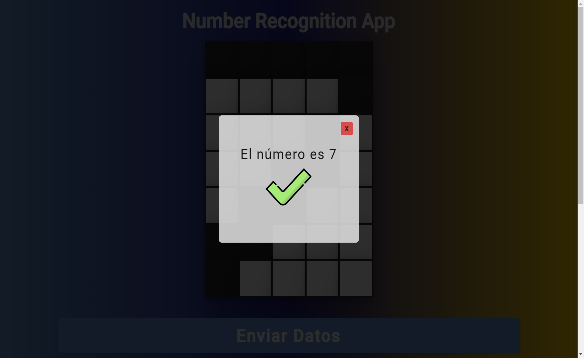 Number Recognition App
x
El número es 7
Enviar Datos